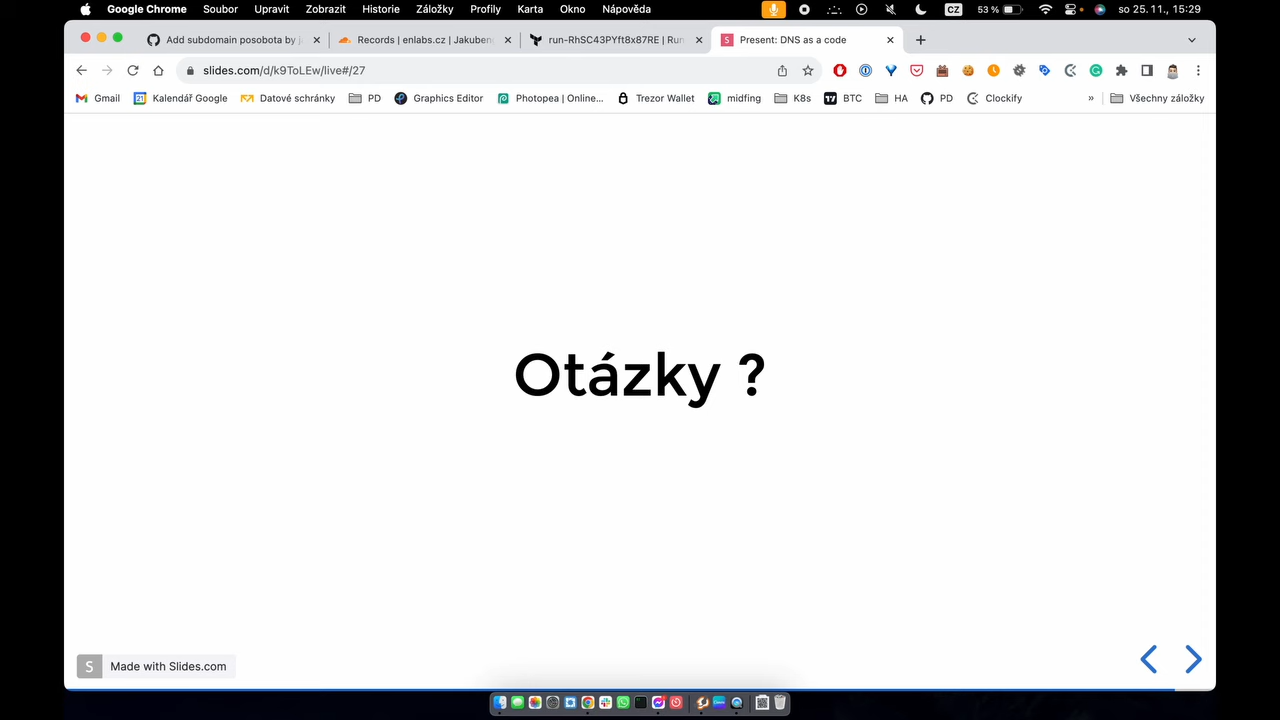 Google Chrome Soubor Upravit Zobrazit Historie Záložky Profily Karta Okno Nápověda CZ 53 % so 25. 11., 15:29
Add subdomain posobota by j Records | enlabs.cz | Jakuben run-RhSC43PYft8x87RE | Run Present: DNS as a code
slides.com/d/k9ToLEw/live#/27
Gmail Kalendář Google Datové schránky PD Graphics Editor Photopea | Online... Trezor Wallet midfing K8s BTC HA PD Clockify » Všechny záložky
Otázky ?
S Made with Slides.com